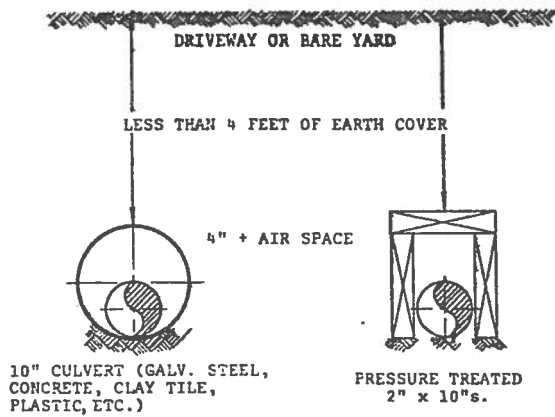 DRIVEWAY OR BARE YARD
LESS THAN 4 FEET OF EARTH COVER
4" + AIR SPACE
10" CULVERT (GALV. STEEL,
CONCRETE, CLAY TILE,
PLASTIC, ETC.)
PRESSURE TREATED
2" x 10"s.